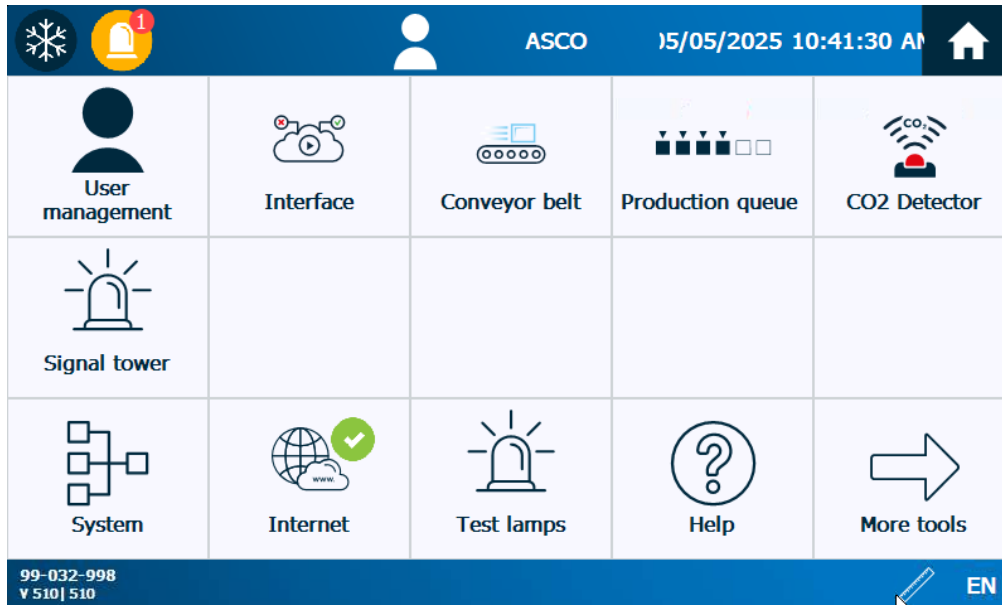 1
ASCO
05/05/2025 10:41:30 AM
User
management
Interface
Conveyor belt
Production queue
CO2 Detector
CO2
Signal tower
System
www.
Internet
Test lamps
Help
More tools
99-032-998
V 510| 510
EN